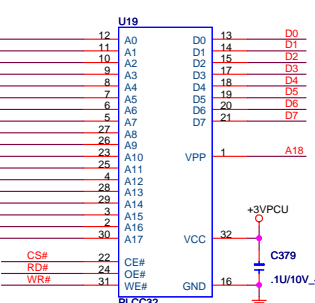 U19
12 A0 D0 13 D0
11 A1 D1 14 D1
10 A2 D2 15 D2
9 A3 D3 17 D3
8 A4 D4 18 D4
7 A5 D5 19 D5
6 A6 D6 20 D6
5 A7 D7 21 D7
27 A8
26 A9
23 A10 VPP 1 A18
25 A11
4 A12
28 A13
29 A14
3 A15
2 A16
30 A17 VCC 32
+3VPCU
C379
.1U/10V_
CS# 22 CE#
RD# 24 OE#
WR# 31 WE# GND 16
PLCC32